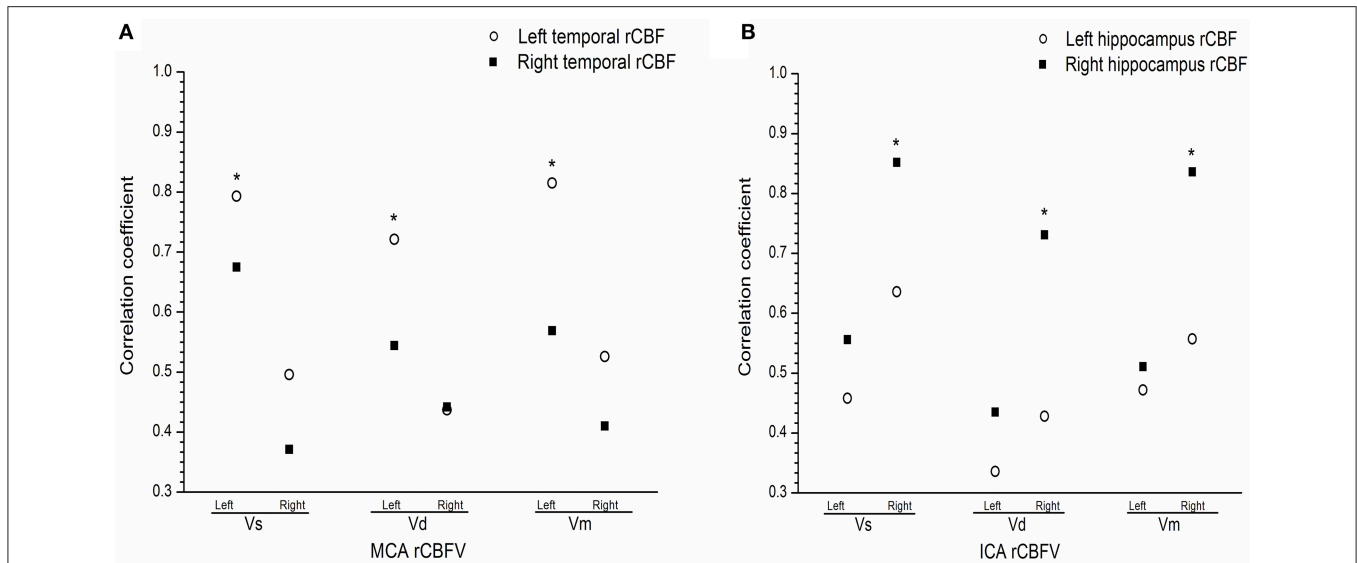 A
Left temporal rCBF
Right temporal rCBF
1.0
0.9
0.8
0.7
0.6
0.5
0.4
0.3
Correlation coefficient
*
*
*
Left Right Left Right Left Right
Vs Vd Vm
MCA rCBFV
B
Left hippocampus rCBF
Right hippocampus rCBF
1.0
0.9
0.8
0.7
0.6
0.5
0.4
0.3
Correlation coefficient
*
*
*
Left Right Left Right Left Right
Vs Vd Vm
ICA rCBFV